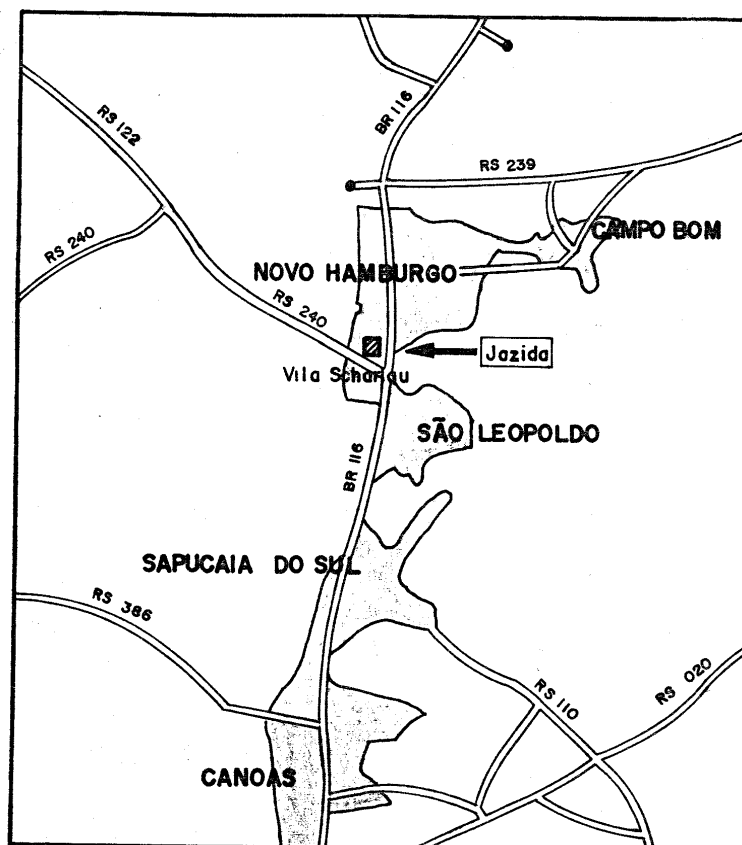 BR 116
RS 122
RS 239
CAMPO BOM
RS 240
NOVO HAMBURGO
RS 240
Jazida
Vila Scharlau
SÃO LEOPOLDO
BR 116
SAPUCAIA DO SUL
RS 386
RS 110
RS 020
CANOAS